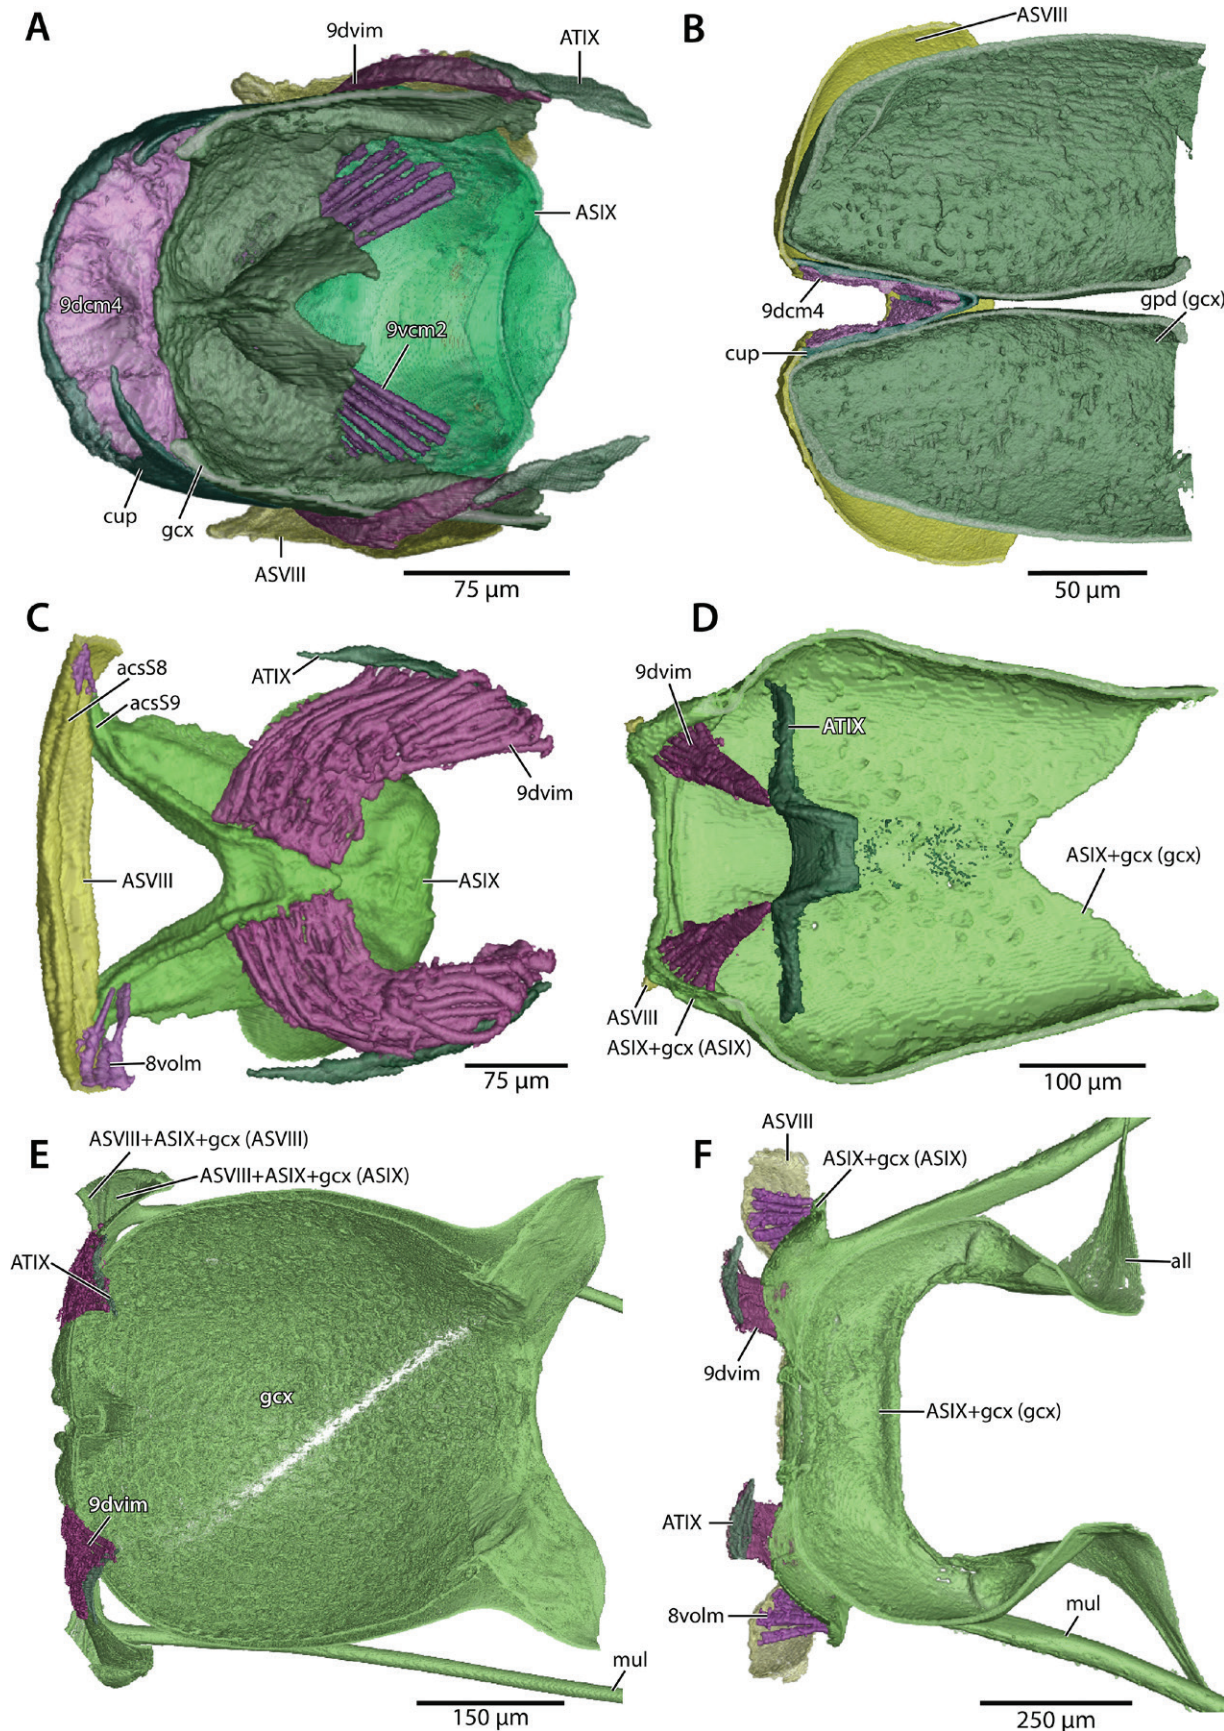 A
9dvim
ATIX
ASIX
9dcm4
9vcm2
cup
gcx
ASVIII
75 µm
B
ASVIII
9dcm4
cup
gpd (gcx)
50 µm
C
acsS8
acsS9
ATIX
9dvim
ASVIII
ASIX
8volm
75 µm
D
9dvim
ATIX
ASIX+gcx (gcx)
ASVIII
ASIX+gcx (ASIX)
100 µm
E
ASVIII+ASIX+gcx (ASVIII)
ASVIII+ASIX+gcx (ASIX)
ATIX
gcx
9dvim
mul
150 µm
F
ASVIII
ASIX+gcx (ASIX)
all
9dvim
ASIX+gcx (gcx)
ATIX
8volm
mul
250 µm